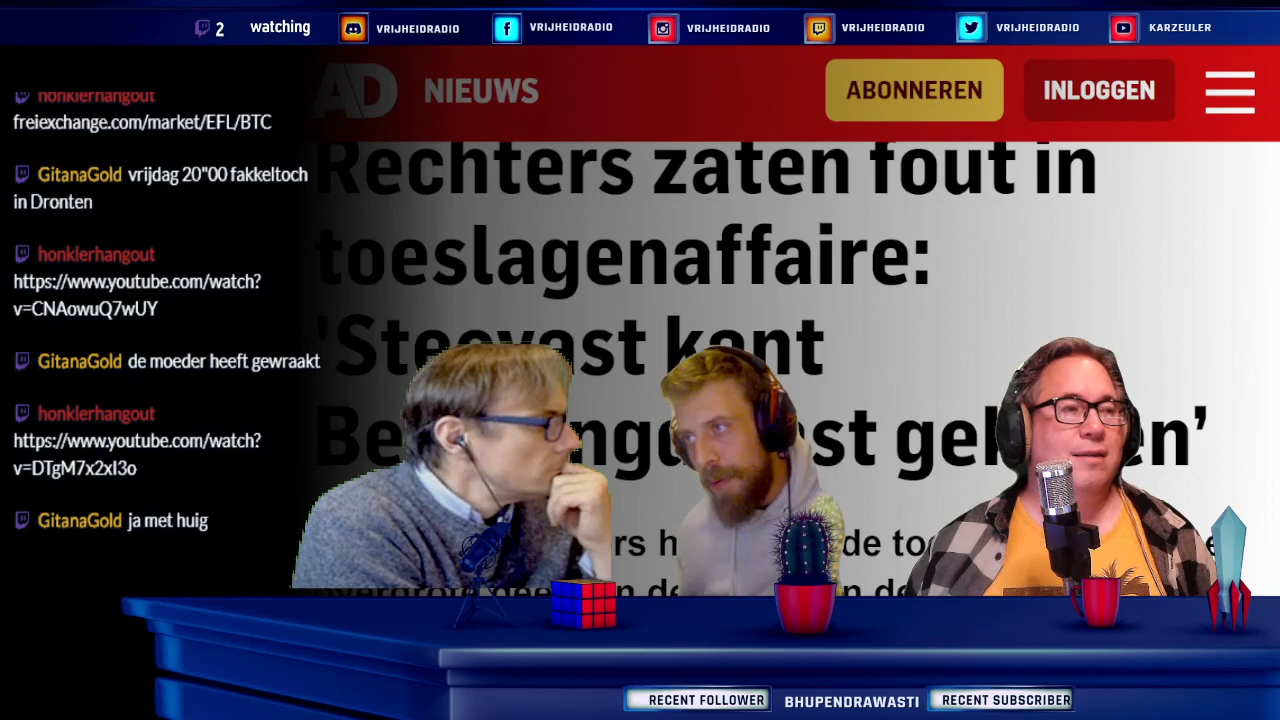 2 watching VRIJHEIDRADIO VRIJHEIDRADIO VRIJHEIDRADIO VRIJHEIDRADIO VRIJHEIDRADIO KARZEULER
AD NIEUWS ABONNEREN INLOGGEN
honklerhangout
freiexchange.com/market/EFL/BTC
GitanaGold vrijdag 20"00 fakkeltoch
in Dronten
honklerhangout
https://www.youtube.com/watch?
v=CNAowuQ7wUY
GitanaGold de moeder heeft gewraakt
honklerhangout
https://www.youtube.com/watch?
v=DTgM7x2xI3o
GitanaGold ja met huig
Rechters zaten fout in
toeslagenaffaire:
'Steevast kant
RECENT FOLLOWER BHUPENDRAWASTI RECENT SUBSCRIBER